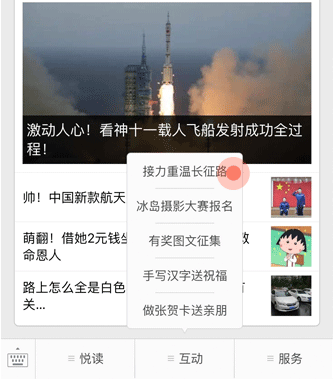 激动人心！看神十一载人飞船发射成功全过
程！
帅！中国新款航天
萌翻！借她2元钱坐
救
命恩人
路上怎么全是白色
有
关...
接力重温长征路
冰岛摄影大赛报名
有奖图文征集
手写汉字送祝福
做张贺卡送亲朋
悦读
互动
服务